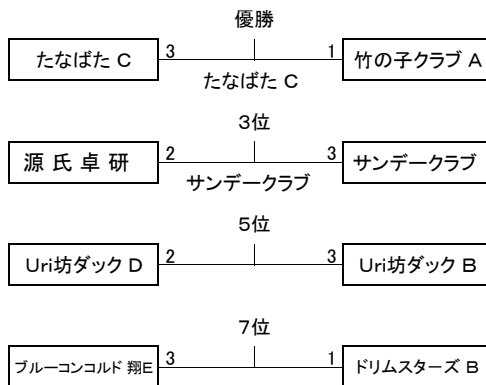 優勝
たなばた C 3 1 竹の子クラブ A
たなばた C
3位
源 氏 卓 研 2 3 サンデークラブ
サンデークラブ
5位
Uri坊ダック D 2 3 Uri坊ダック B
7位
ブルーコンコルド 翔E 3 1 ドリムスターズ B